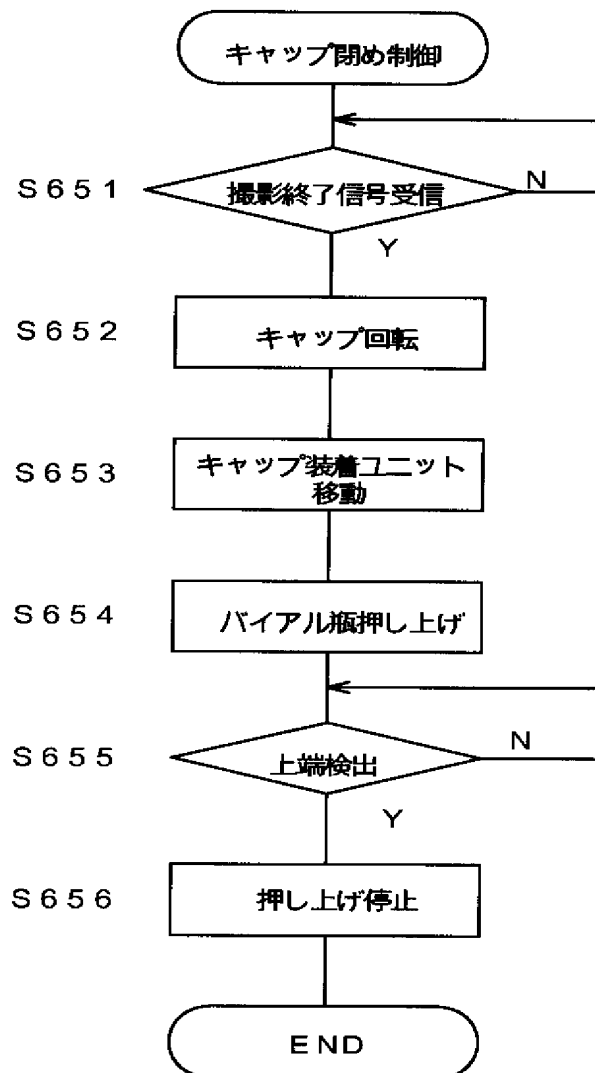 キャップ閉め制御
S651
撮影終了信号受信
N
Y
S652
キャップ回転
S653
キャップ装着ユニット
移動
S654
バイアル瓶押し上げ
S655
上端検出
N
Y
S656
押し上げ停止
END